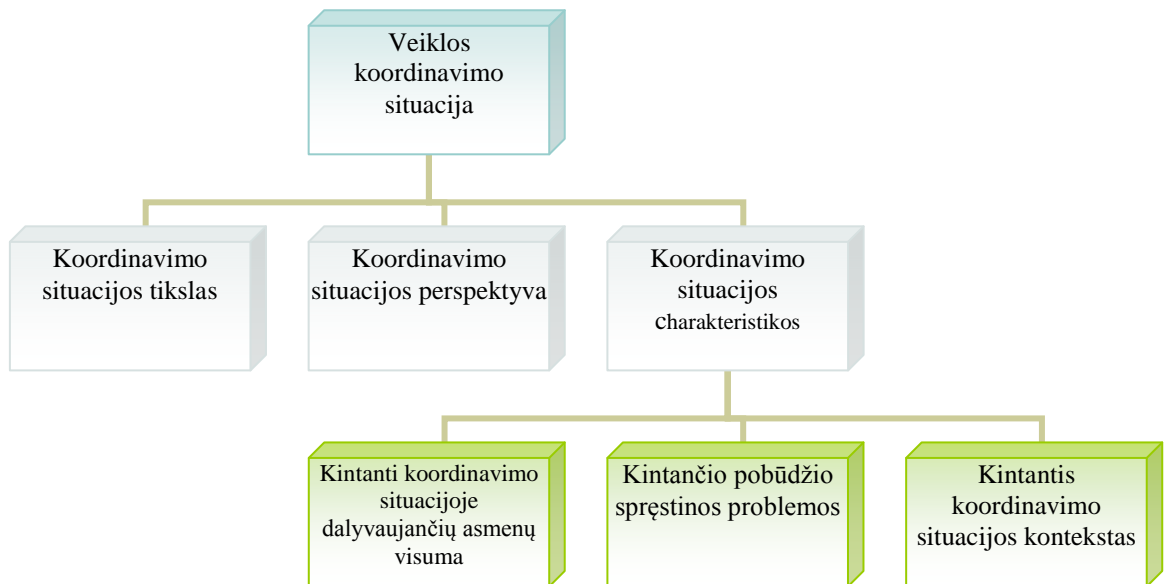 Veiklos
koordinavimo
situacija
Koordinavimo
situacijos tikslas
Koordinavimo
situacijos perspektyva
Koordinavimo
situacijos
charakteristikos
Kintanti koordinavimo
situacijoje
dalyvaujančių asmenų
visuma
Kintančio pobūdžio
spręstinos problemos
Kintantis
koordinavimo
situacijos kontekstas